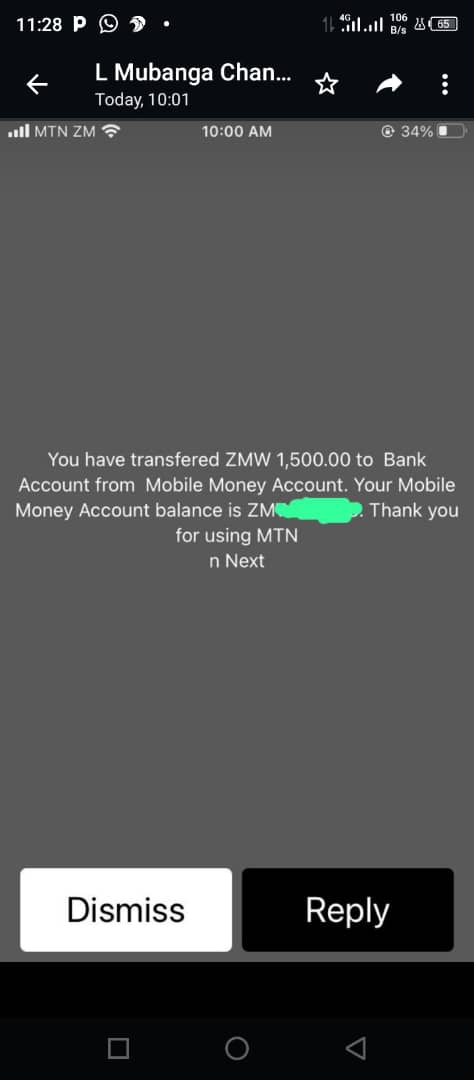 11:28 P 4G 106 B/s 65
L Mubanga Chan...
Today, 10:01
MTN ZM 10:00 AM 34%
You have transfered ZMW 1,500.00 to Bank
Account from Mobile Money Account. Your Mobile
Money Account balance is ZM . Thank you
for using MTN
n Next
Dismiss Reply